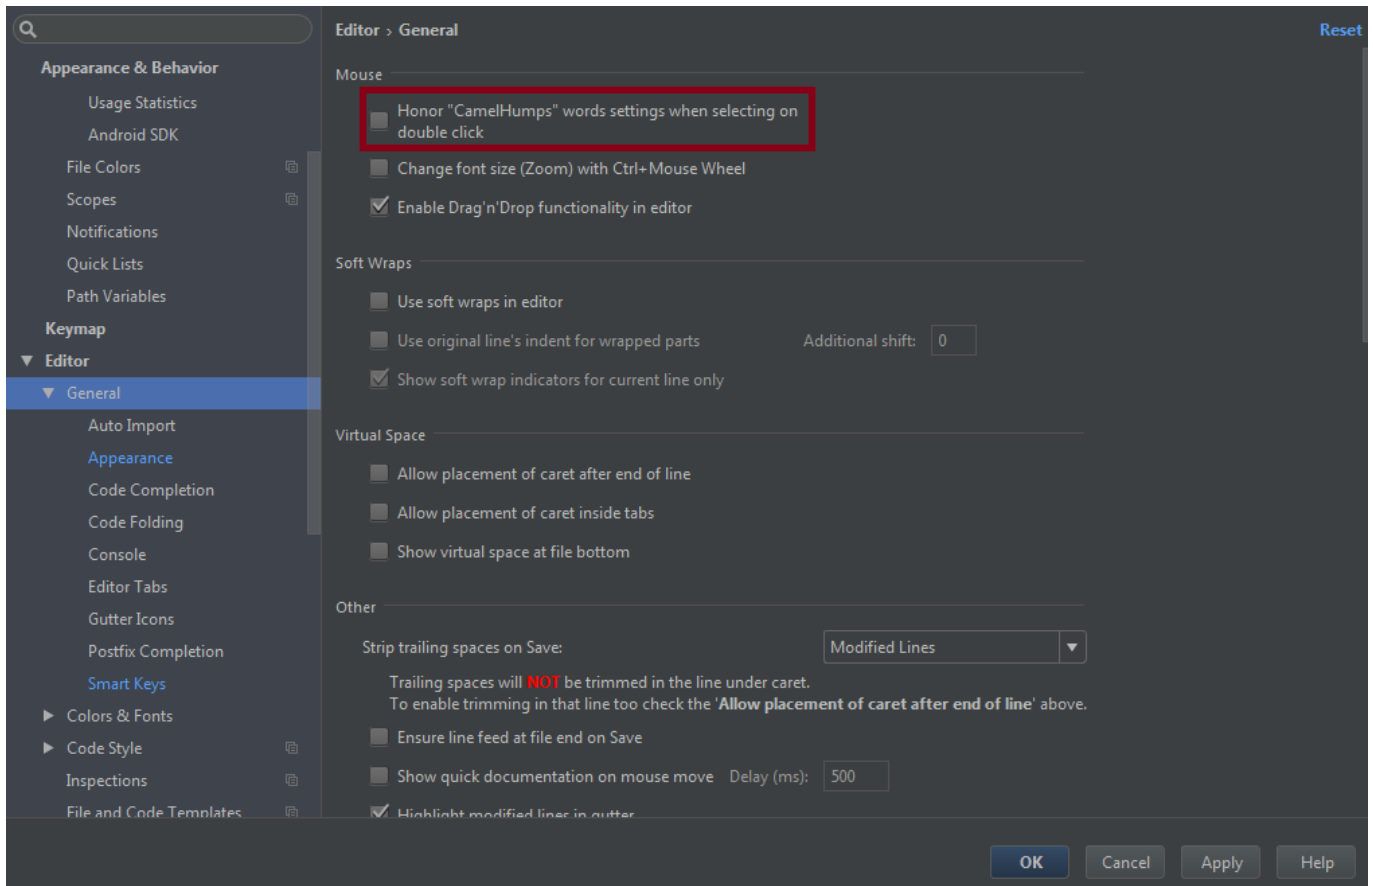 Appearance & Behavior
Usage Statistics
Android SDK
File Colors
Scopes
Notifications
Quick Lists
Path Variables
Keymap
Editor
General
Auto Import
Appearance
Code Completion
Code Folding
Console
Editor Tabs
Gutter Icons
Postfix Completion
Smart Keys
Colors & Fonts
Code Style
Inspections
File and Code Templates
Editor › General
Reset
Mouse
Honor "CamelHumps" words settings when selecting on
double click
Change font size (Zoom) with Ctrl+Mouse Wheel
Enable Drag'n'Drop functionality in editor
Soft Wraps
Use soft wraps in editor
Use original line's indent for wrapped parts Additional shift: 0
Show soft wrap indicators for current line only
Virtual Space
Allow placement of caret after end of line
Allow placement of caret inside tabs
Show virtual space at file bottom
Other
Strip trailing spaces on Save: Modified Lines
Trailing spaces will NOT be trimmed in the line under caret.
To enable trimming in that line too check the 'Allow placement of caret after end of line' above.
Ensure line feed at file end on Save
Show quick documentation on mouse move Delay (ms): 500
Highlight modified lines in gutter
OK Cancel Apply Help